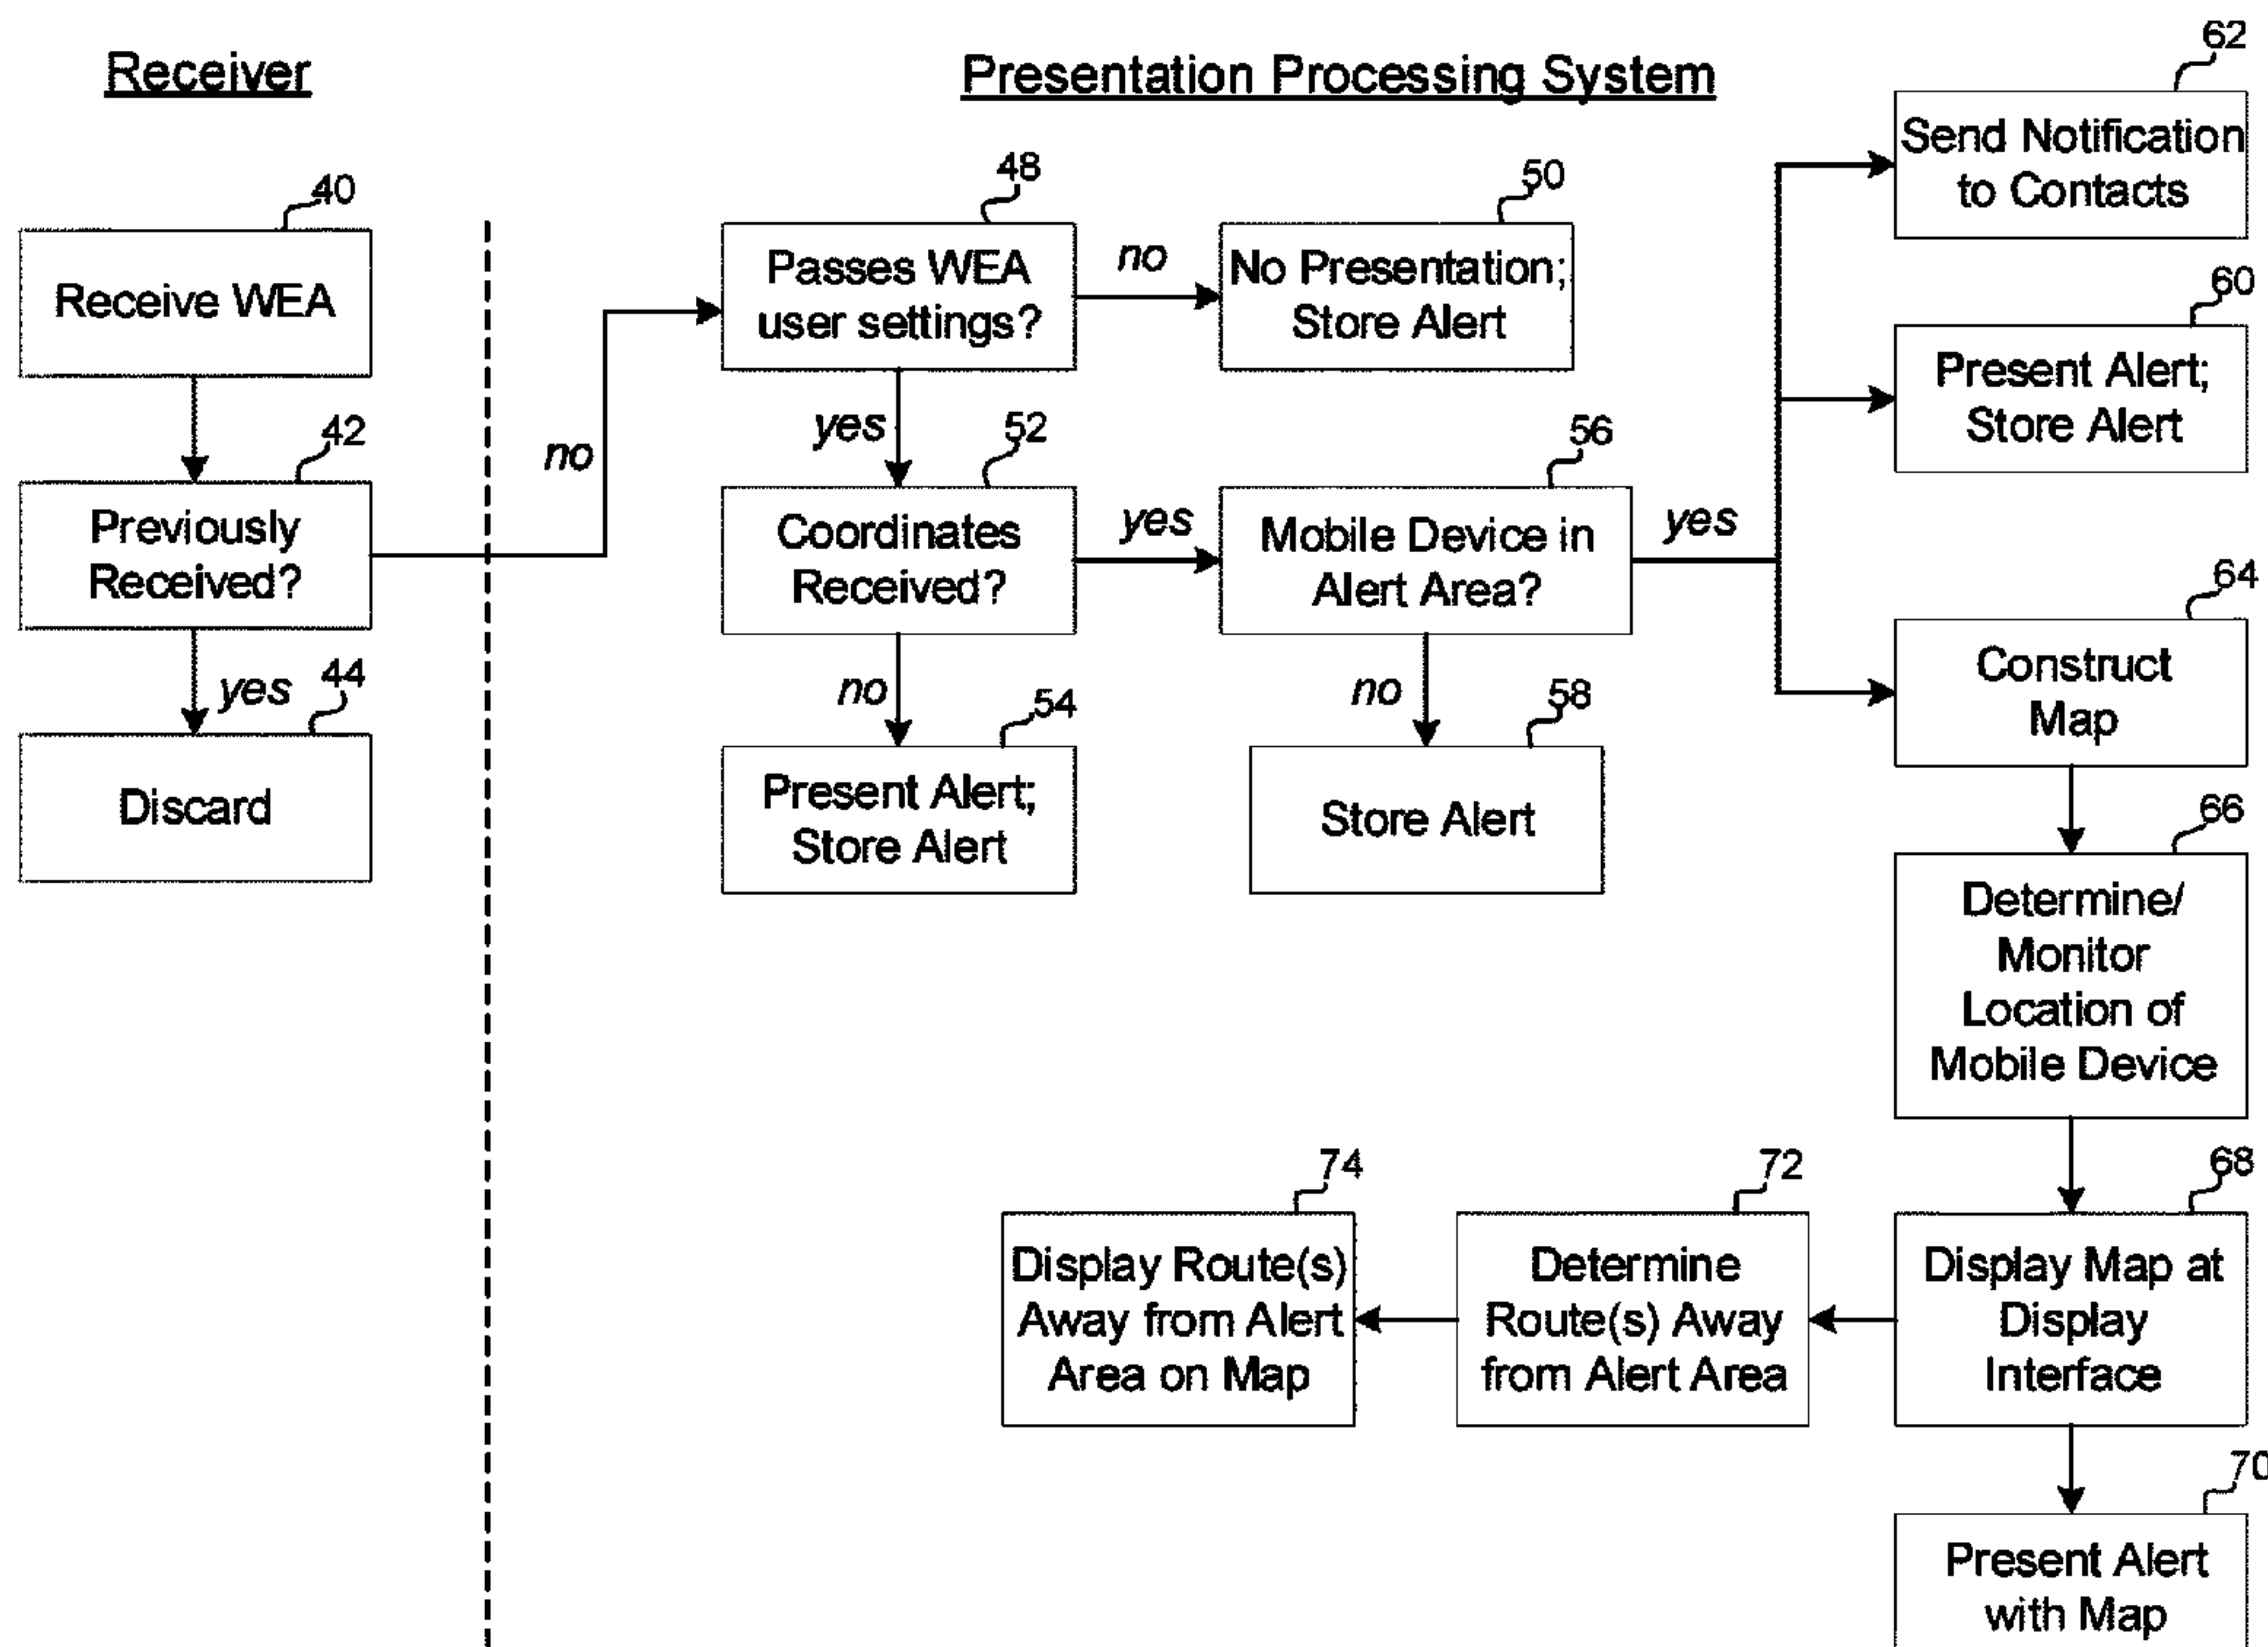 Receiver
Presentation Processing System
40
Receive WEA
42
Previously
Received?
yes
44
Discard
no
48
Passes WEA
user settings?
no
50
No Presentation;
Store Alert
yes
52
Coordinates
Received?
no
54
Present Alert;
Store Alert
yes
56
Mobile Device in
Alert Area?
no
58
Store Alert
yes
62
Send Notification
to Contacts
60
Present Alert;
Store Alert
64
Construct
Map
66
Determine/
Monitor
Location of
Mobile Device
68
Display Map at
Display
Interface
70
Present Alert
with Map
72
Determine
Route(s) Away
from Alert Area
74
Display Route(s)
Away from Alert
Area on Map